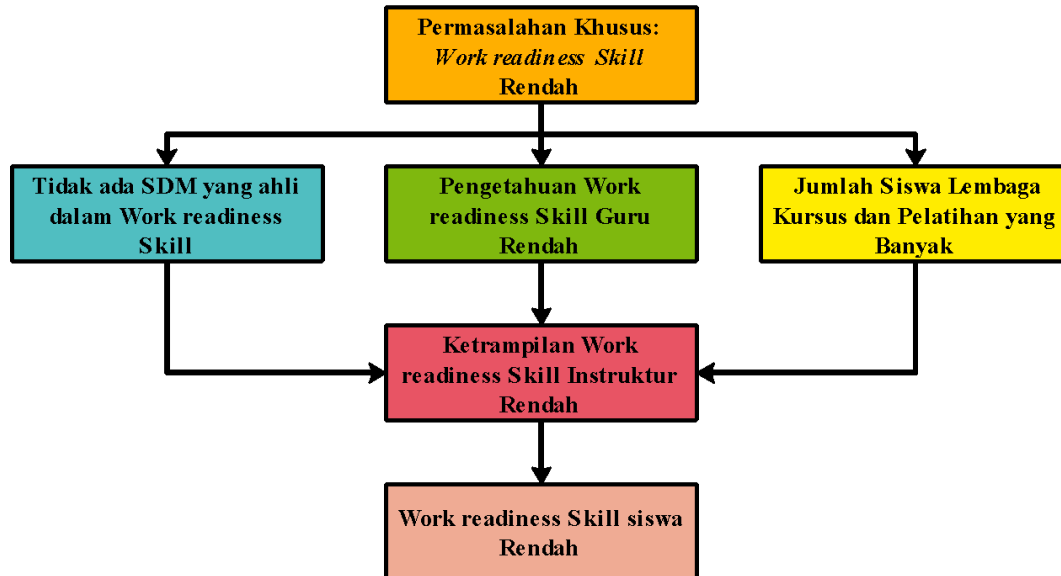 Permasalahan Khusus:
Work readiness Skill
Rendah
Tidak ada SDM yang ahli
dalam Work readiness
Skill
Pengetahuan Work
readiness Skill Guru
Rendah
Jumlah Siswa Lembaga
Kursus dan Pelatihan yang
Banyak
Ketrampilan Work
readiness Skill Instruktur
Rendah
Work readiness Skill siswa
Rendah